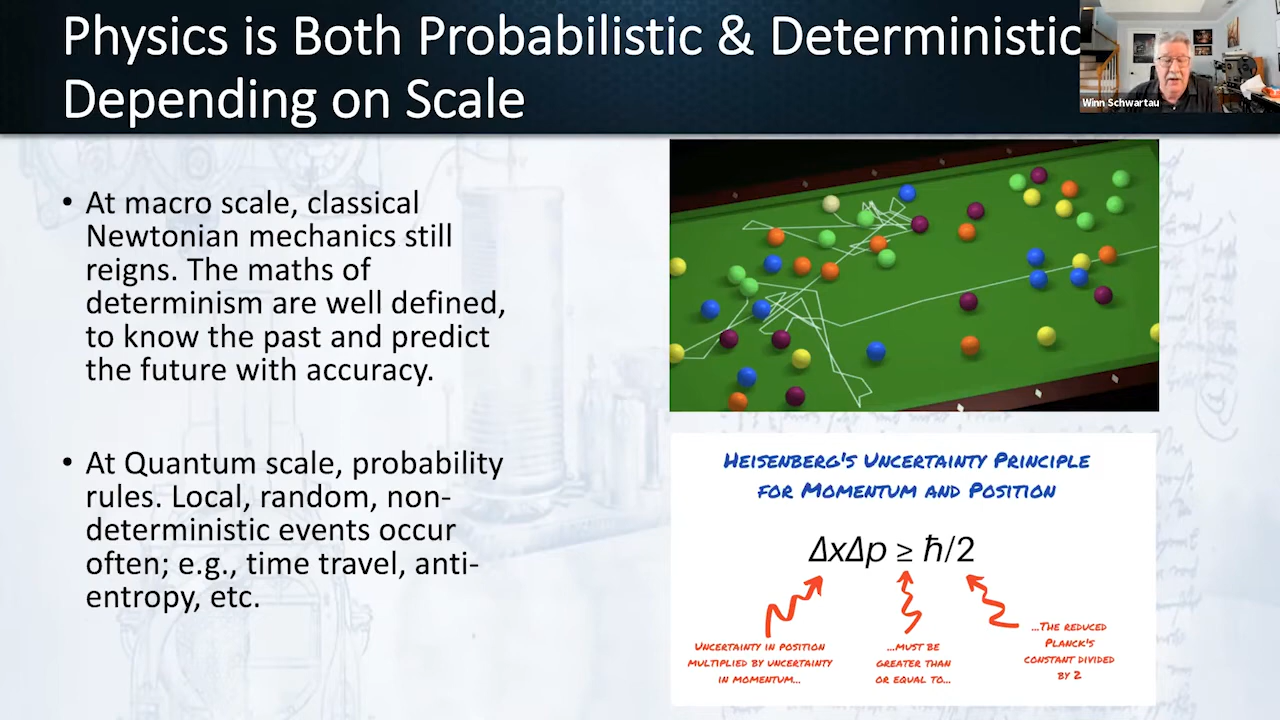 Physics is Both Probabilistic & Deterministic
Depending on Scale
Winn Schwartau
• At macro scale, classical
Newtonian mechanics still
reigns. The maths of
determinism are well defined,
to know the past and predict
the future with accuracy.
• At Quantum scale, probability
rules. Local, random, non-
deterministic events occur
often; e.g., time travel, anti-
entropy, etc.
HEISENBERG'S UNCERTAINTY PRINCIPLE
FOR MOMENTUM AND POSITION
ΔxΔp ≥ ℏ/2
UNCERTAINTY IN POSITION
MULTIPLIED BY UNCERTAINTY
IN MOMENTUM...
...MUST BE
GREATER THAN
OR EQUAL TO...
...THE REDUCED
PLANCK'S
CONSTANT DIVIDED
BY 2